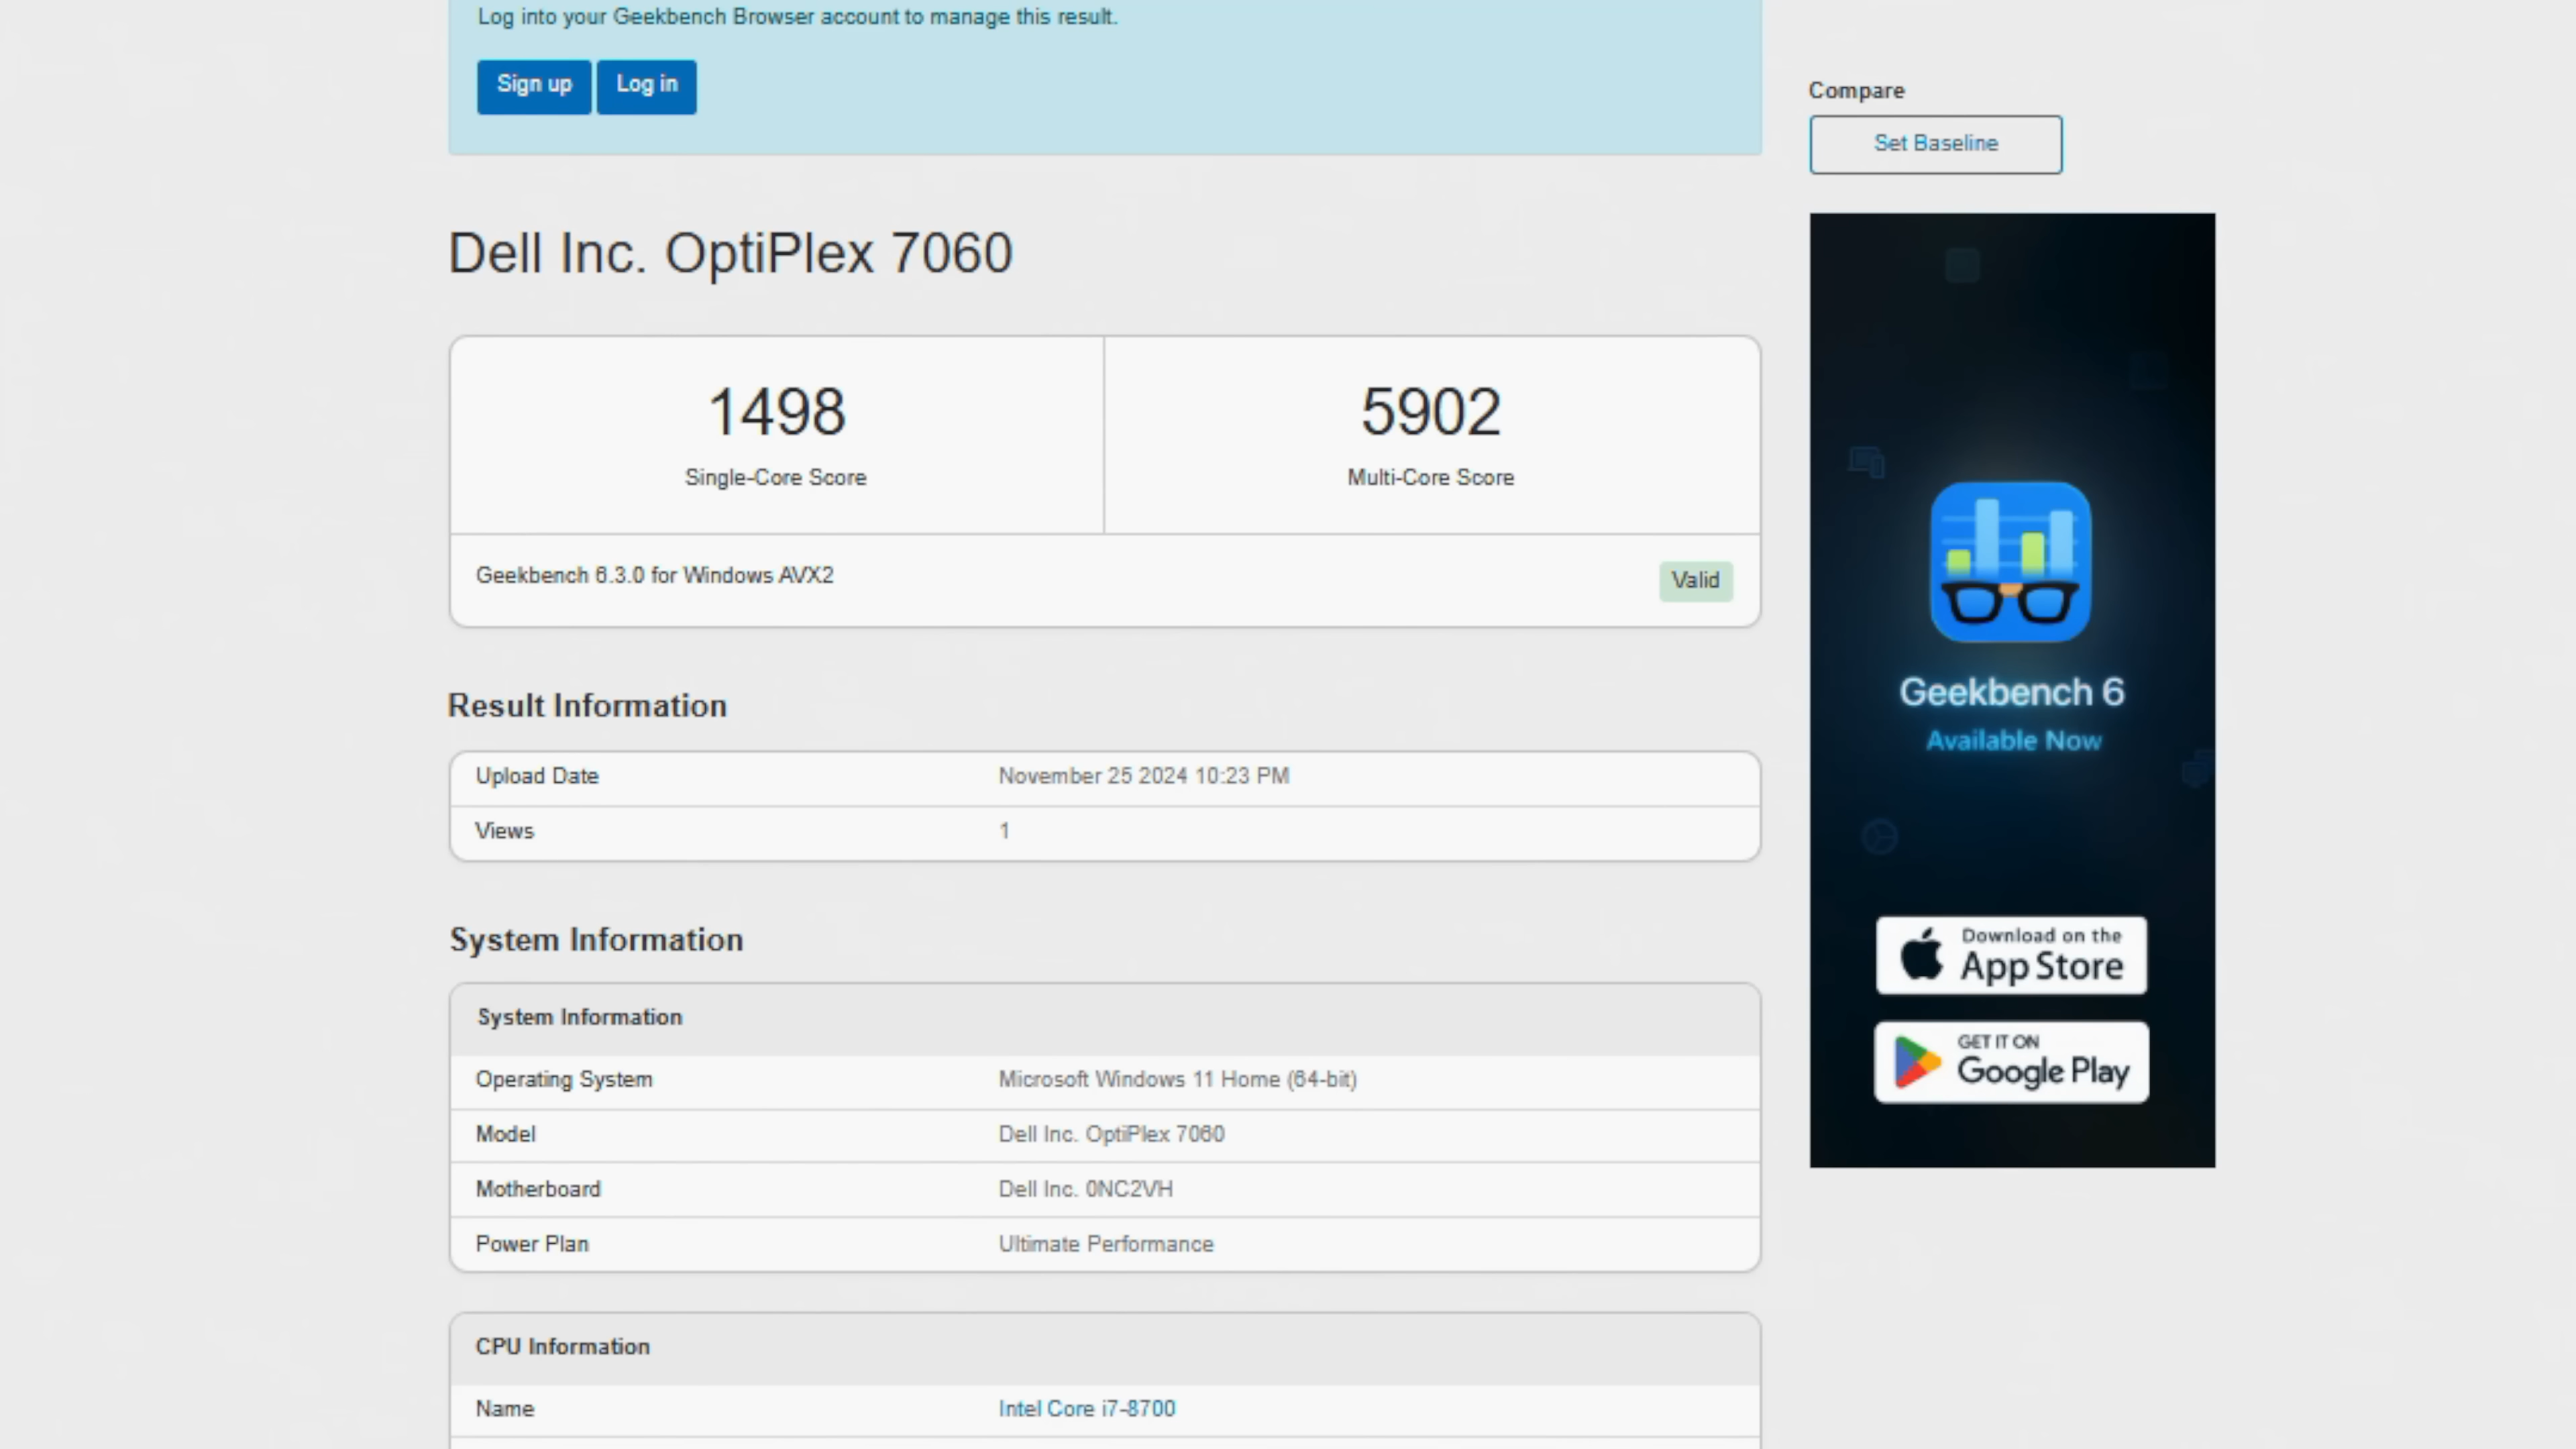 Log into your Geekbench Browser account to manage this result.
Sign up Log in
Compare
Set Baseline
Dell Inc. OptiPlex 7060
1498 5902
Single-Core Score Multi-Core Score
Geekbench 6.3.0 for Windows AVX2 Valid
Result Information
Upload Date November 25 2024 10:23 PM
Views 1
System Information
System Information
Operating System Microsoft Windows 11 Home (64-bit)
Model Dell Inc. OptiPlex 7060
Motherboard Dell Inc. 0NC2VH
Power Plan Ultimate Performance
CPU Information
Name Intel Core i7-8700
Geekbench 6
Available Now
Download on the
App Store
GET IT ON
Google Play